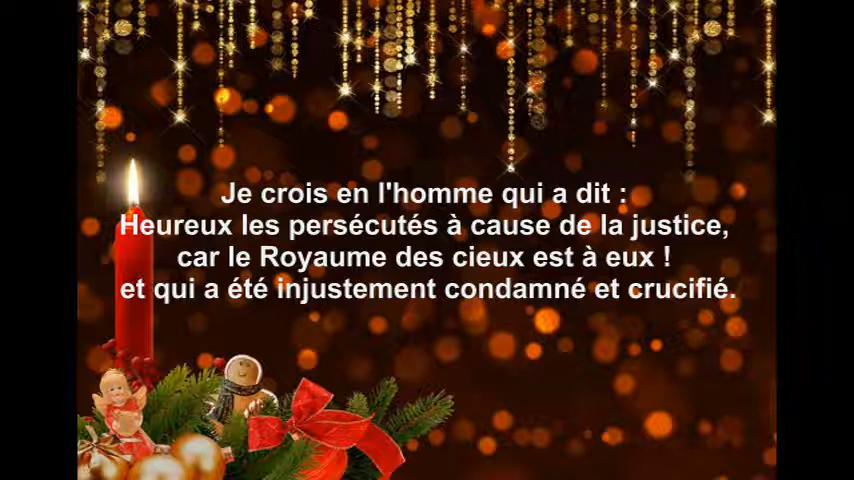 Je crois en l'homme qui a dit :
Heureux les persécutés à cause de la justice,
car le Royaume des cieux est à eux !
et qui a été injustement condamné et crucifié.